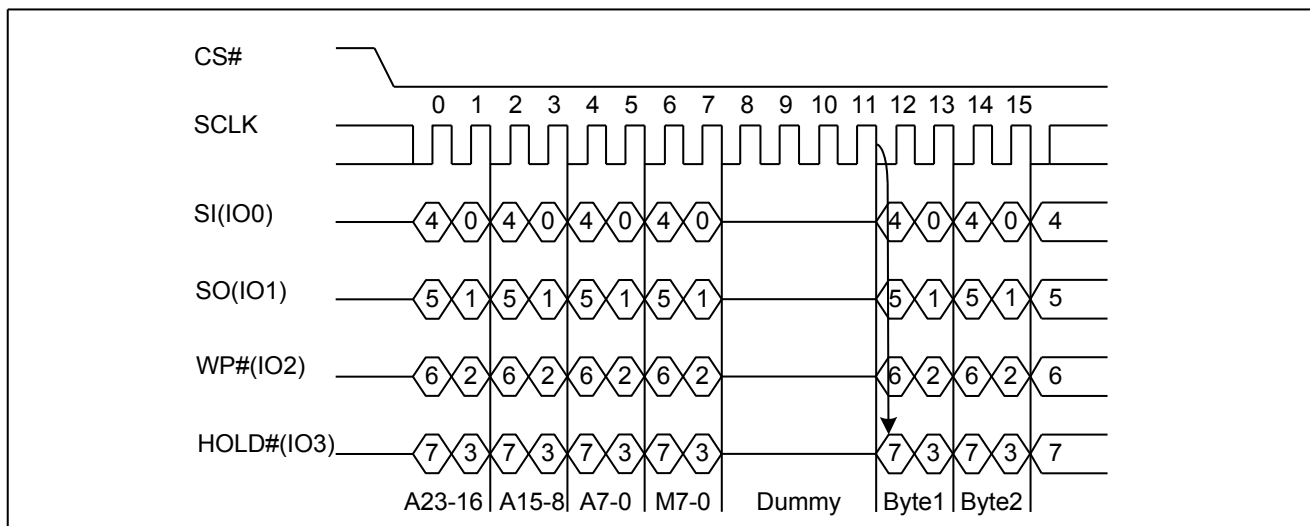 CS#
0 1 2 3 4 5 6 7 8 9 10 11 12 13 14 15
SCLK
SI(IO0) 4 0 4 0 4 0 4 0 4 0 4 0 4
SO(IO1) 5 1 5 1 5 1 5 1 5 1 5 1 5
WP#(IO2) 6 2 6 2 6 2 6 2 6 2 6 2 6
HOLD#(IO3) 7 3 7 3 7 3 7 3 7 3 7 3 7
A23-16 A15-8 A7-0 M7-0 Dummy Byte1 Byte2